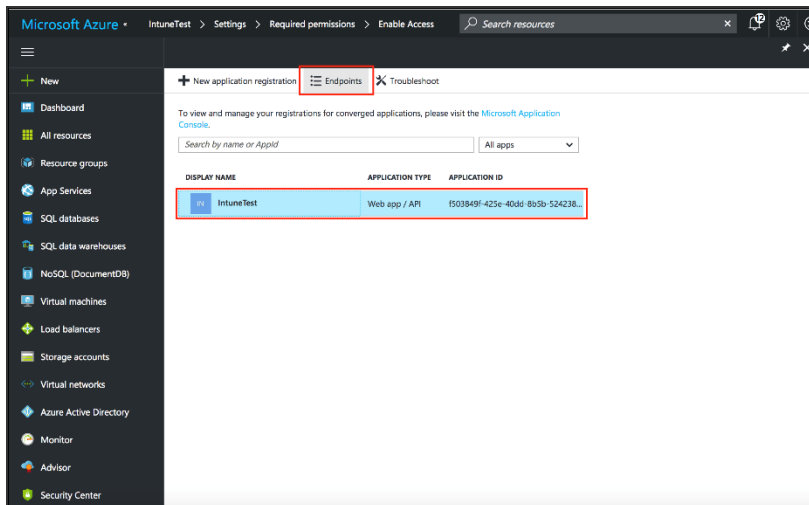 Microsoft Azure IntuneTest > Settings > Required permissions > Enable Access Search resources 12
New
Dashboard
All resources
Resource groups
App Services
SQL databases
SQL data warehouses
NoSQL (DocumentDB)
Virtual machines
Load balancers
Storage accounts
Virtual networks
Azure Active Directory
Monitor
Advisor
Security Center
New application registration Endpoints Troubleshoot
To view and manage your registrations for converged applications, please visit the Microsoft Application
Console.
Search by name or AppId All apps
DISPLAY NAME APPLICATION TYPE APPLICATION ID
IN IntuneTest Web app / API f503849f-425e-40dd-8b5b-524238...